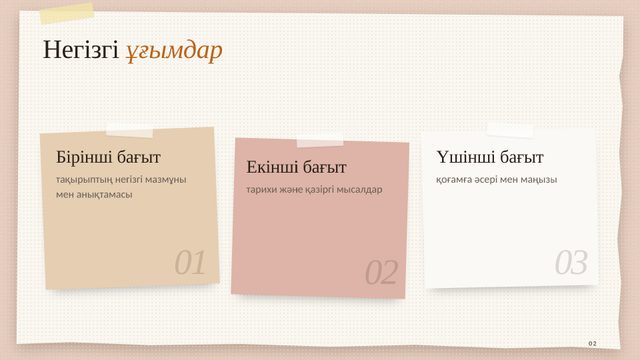 Негізгі ұғымдар
Бірінші бағыт
тақырыптың негізгі мазмұны
мен анықтамасы
01
Екінші бағыт
тарихи және қазіргі мысалдар
02
Үшінші бағыт
қоғамға әсері мен маңызы
03
02